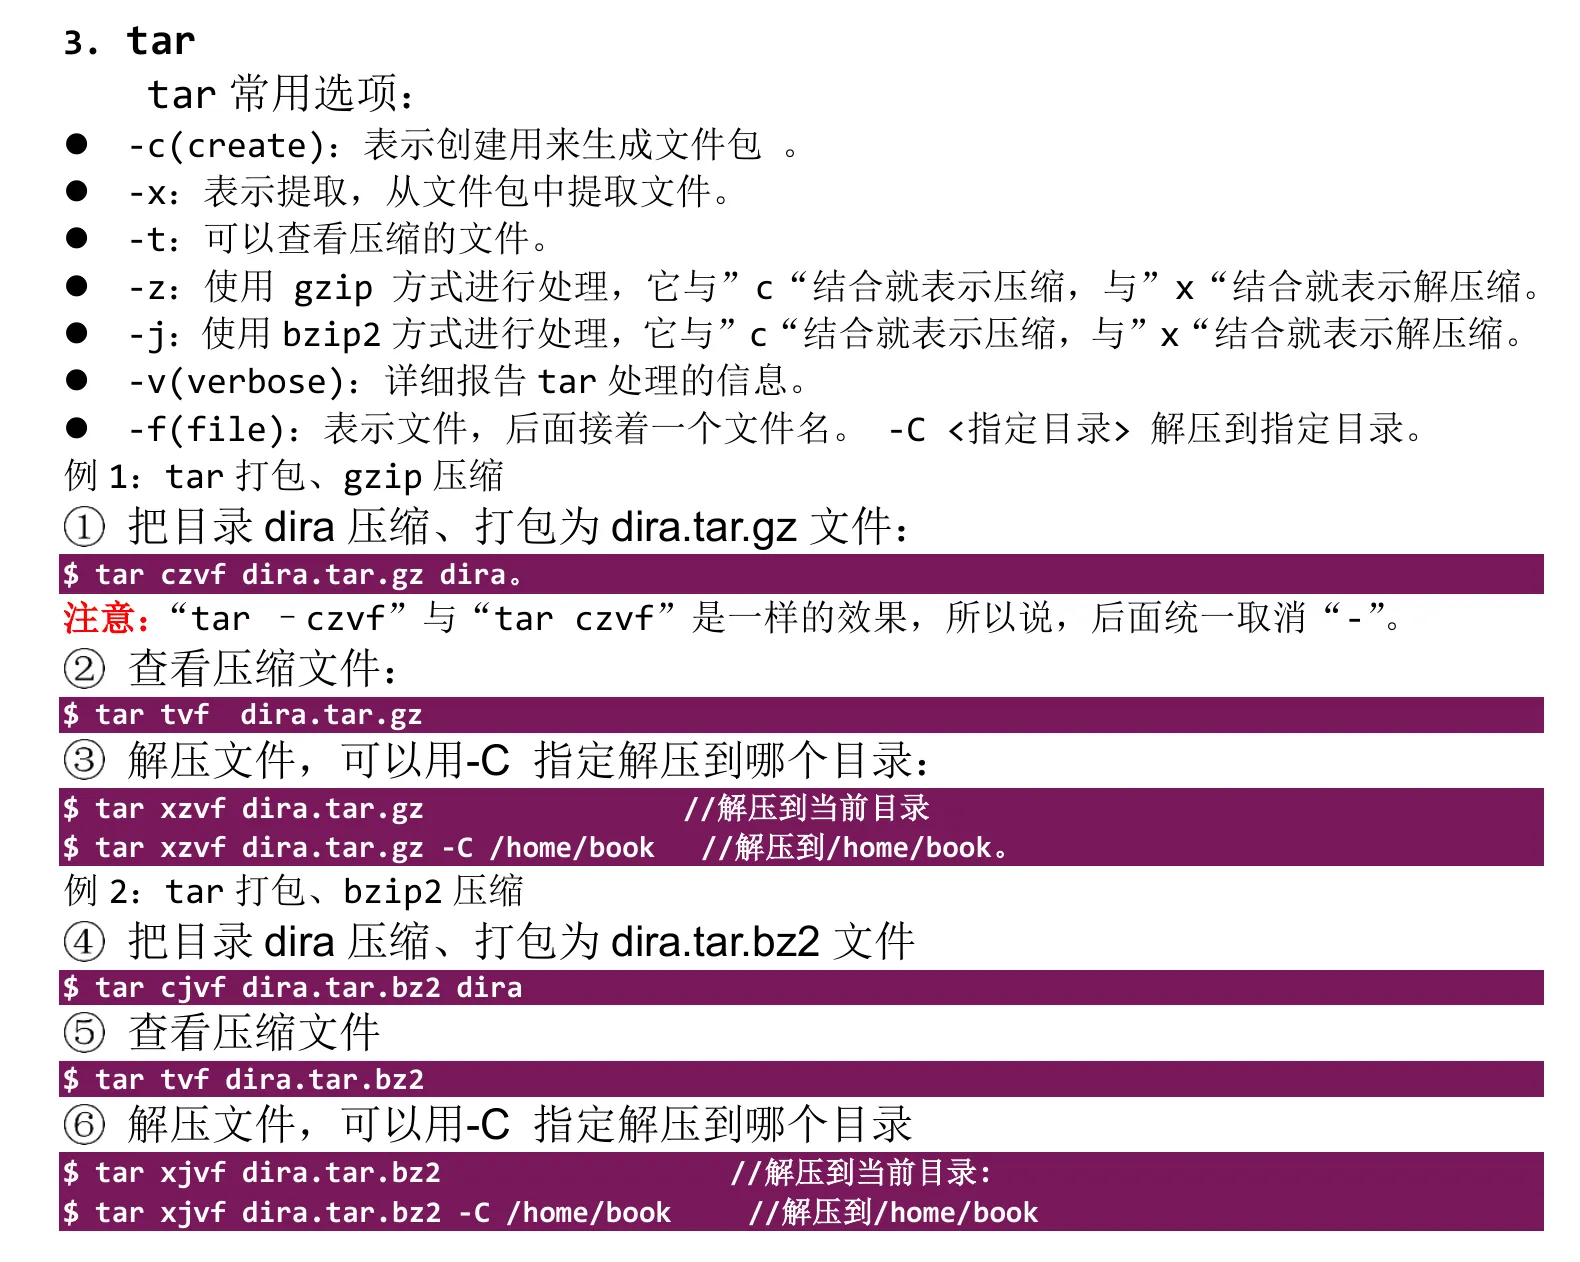 3. tar
tar 常用选项：
● -c(create)：表示创建用来生成文件包 。
● -x：表示提取，从文件包中提取文件。
● -t：可以查看压缩的文件。
● -z：使用 gzip 方式进行处理，它与”c“结合就表示压缩，与”x“结合就表示解压缩。
● -j：使用 bzip2 方式进行处理，它与”c“结合就表示压缩，与”x“结合就表示解压缩。
● -v(verbose)：详细报告 tar 处理的信息。
● -f(file)：表示文件，后面接着一个文件名。 -C <指定目录> 解压到指定目录。
例 1：tar 打包、gzip 压缩
① 把目录 dira 压缩、打包为 dira.tar.gz 文件：
$ tar czvf dira.tar.gz dira。
注意：“tar –czvf”与“tar czvf”是一样的效果，所以说，后面统一取消“-”。
② 查看压缩文件：
$ tar tvf  dira.tar.gz
③ 解压文件，可以用-C 指定解压到哪个目录：
$ tar xzvf dira.tar.gz //解压到当前目录
$ tar xzvf dira.tar.gz -C /home/book //解压到/home/book。
例 2：tar 打包、bzip2 压缩
④ 把目录 dira 压缩、打包为 dira.tar.bz2 文件
$ tar cjvf dira.tar.bz2 dira
⑤ 查看压缩文件
$ tar tvf dira.tar.bz2
⑥ 解压文件，可以用-C 指定解压到哪个目录
$ tar xjvf dira.tar.bz2 //解压到当前目录：
$ tar xjvf dira.tar.bz2 -C /home/book //解压到/home/book